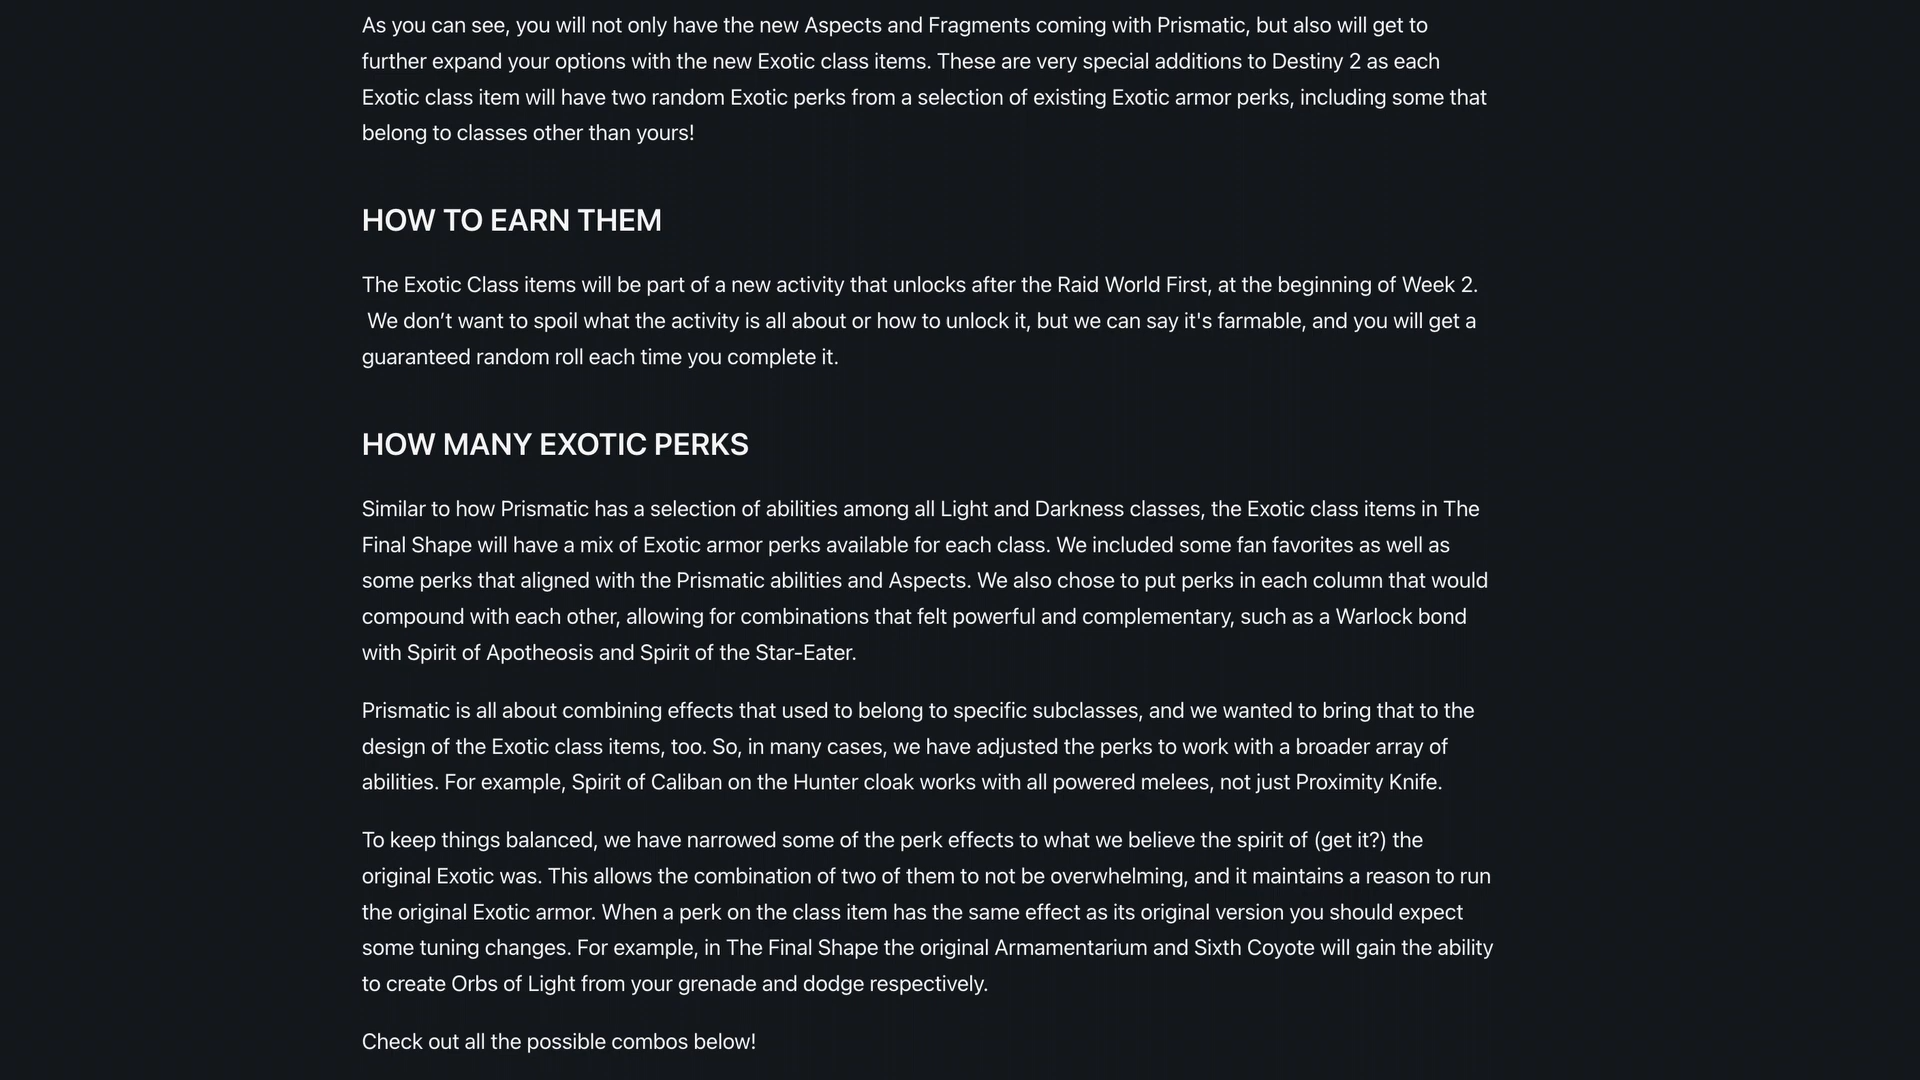 As you can see, you will not only have the new Aspects and Fragments coming with Prismatic, but also will get to
further expand your options with the new Exotic class items. These are very special additions to Destiny 2 as each
Exotic class item will have two random Exotic perks from a selection of existing Exotic armor perks, including some that
belong to classes other than yours!
HOW TO EARN THEM
The Exotic Class items will be part of a new activity that unlocks after the Raid World First, at the beginning of Week 2.
We don’t want to spoil what the activity is all about or how to unlock it, but we can say it's farmable, and you will get a
guaranteed random roll each time you complete it.
HOW MANY EXOTIC PERKS
Similar to how Prismatic has a selection of abilities among all Light and Darkness classes, the Exotic class items in The
Final Shape will have a mix of Exotic armor perks available for each class. We included some fan favorites as well as
some perks that aligned with the Prismatic abilities and Aspects. We also chose to put perks in each column that would
compound with each other, allowing for combinations that felt powerful and complementary, such as a Warlock bond
with Spirit of Apotheosis and Spirit of the Star-Eater.
Prismatic is all about combining effects that used to belong to specific subclasses, and we wanted to bring that to the
design of the Exotic class items, too. So, in many cases, we have adjusted the perks to work with a broader array of
abilities. For example, Spirit of Caliban on the Hunter cloak works with all powered melees, not just Proximity Knife.
To keep things balanced, we have narrowed some of the perk effects to what we believe the spirit of (get it?) the
original Exotic was. This allows the combination of two of them to not be overwhelming, and it maintains a reason to run
the original Exotic armor. When a perk on the class item has the same effect as its original version you should expect
some tuning changes. For example, in The Final Shape the original Armamentarium and Sixth Coyote will gain the ability
to create Orbs of Light from your grenade and dodge respectively.
Check out all the possible combos below!